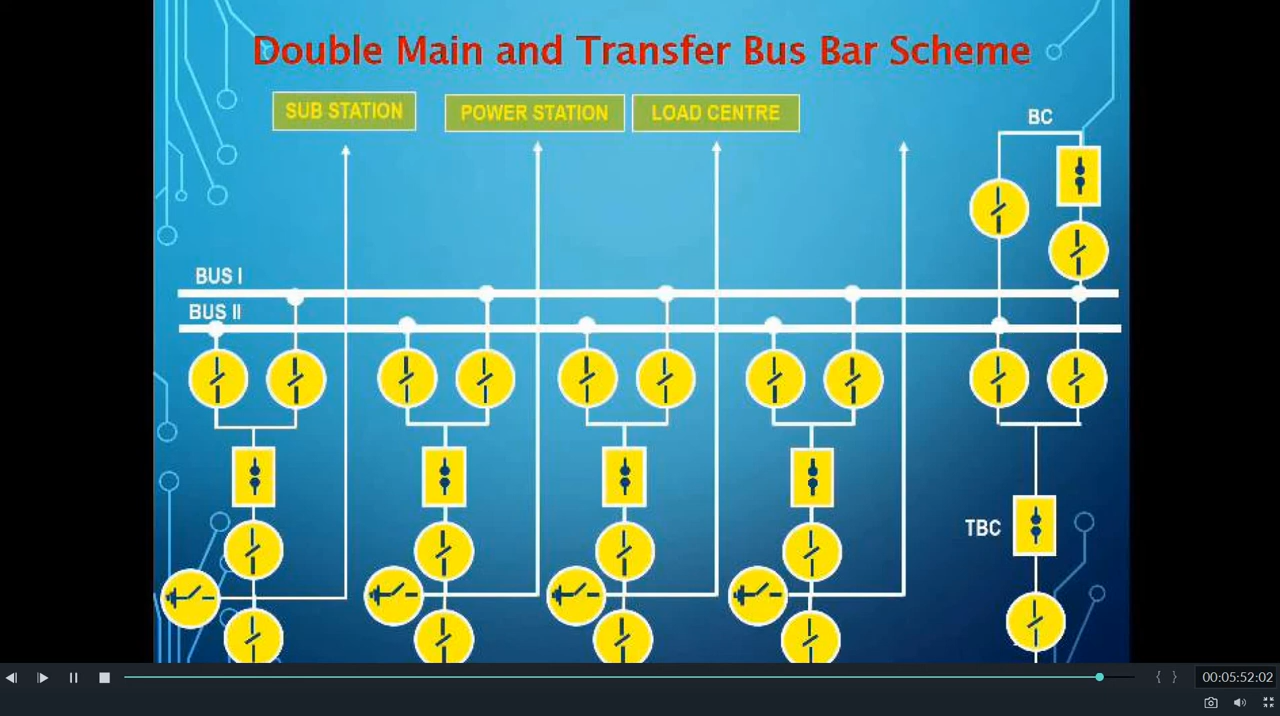 Double Main and Transfer Bus Bar Scheme
SUB STATION
POWER STATION
LOAD CENTRE
BC
BUS I
BUS II
TBC
{ }
00:05:52:02